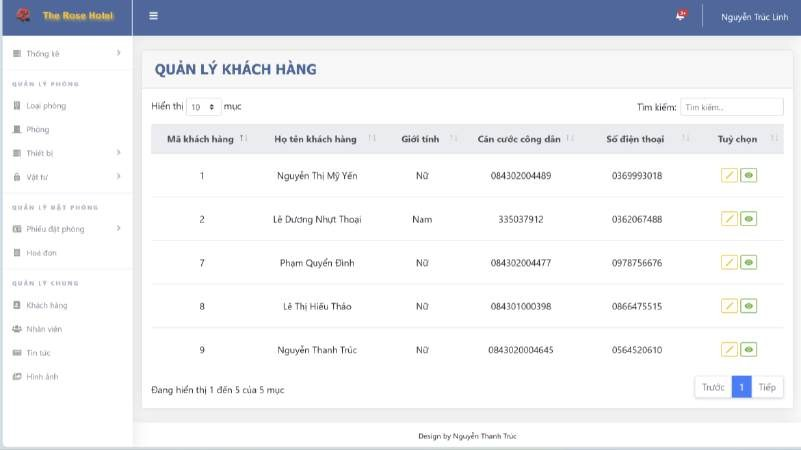 The Rose Hotel
Nguyễn Trúc Linh
Thống kê
QUẢN LÝ PHÒNG
Loại phòng
Phòng
Thiết bị
Vật tư
QUẢN LÝ ĐẶT PHÒNG
Phiếu đặt phòng
Hoá đơn
QUẢN LÝ CHUNG
Khách hàng
Nhân viên
Tin tức
Hình ảnh
QUẢN LÝ KHÁCH HÀNG
Hiển thị 10 mục
Tìm kiếm: Tìm kiếm..
Mã khách hàng Họ tên khách hàng Giới tính Căn cước công dân Số điện thoại Tuỳ chọn
1 Nguyễn Thị Mỹ Yến Nữ 084302004489 0369993018
2 Lê Dương Nhựt Thoại Nam 335037912 0362067488
7 Phạm Quyển Đình Nữ 084302004477 0978756676
8 Lê Thị Hiếu Thảo Nữ 084301000398 0866475515
9 Nguyễn Thanh Trúc Nữ 0843020004645 0564520610
Đang hiển thị 1 đến 5 của 5 mục
Trước 1 Tiếp
Design by Nguyễn Thanh Trúc